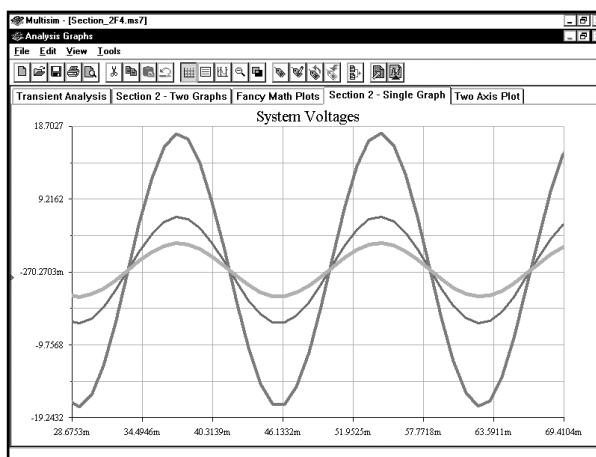 Multisim - [Section_2F4.ms7]
Analysis Graphs
File Edit View Tools
Transient Analysis Section 2 - Two Graphs Fancy Math Plots Section 2 - Single Graph Two Axis Plot
System Voltages
18.7027
9.2162
-270.2703m
-9.7568
-19.2432
28.6753m 34.4946m 40.3139m 46.1332m 51.9525m 57.7718m 63.5911m 69.4104m